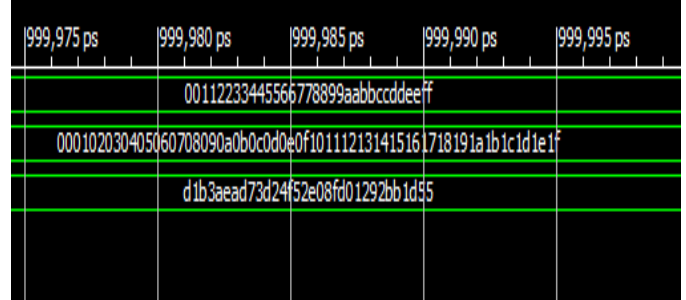 999,975 ps 999,980 ps 999,985 ps 999,990 ps 999,995 ps
00112233445566778899aabbccddeeff
000102030405060708090a0b0c0d0e0f101112131415161718191a1b1c1d1e1f
d1b3aead73d24f52e08fd01292bb1d55